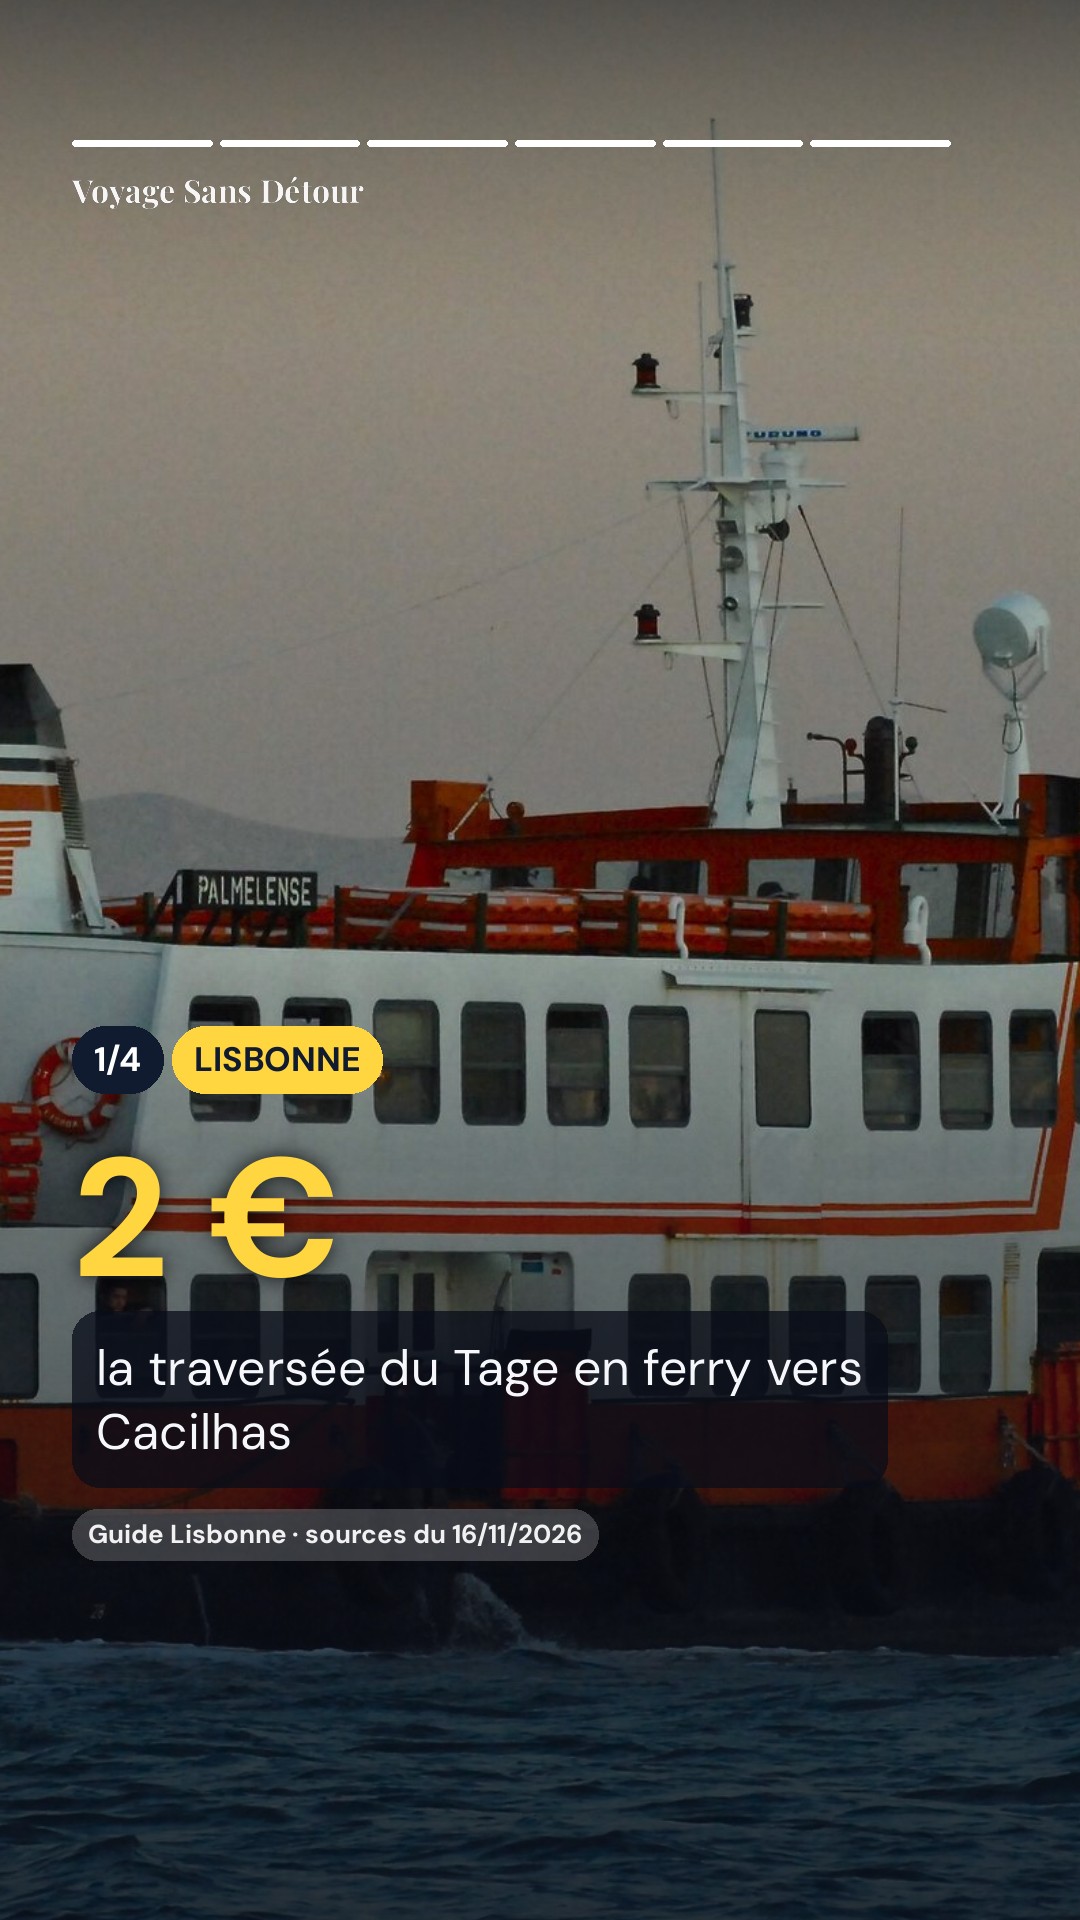 Voyage Sans Détour
FURUNO
PALMELENSE
1/4 LISBONNE
2 €
la traversée du Tage en ferry vers
Cacilhas
Guide Lisbonne · sources du 16/11/2026